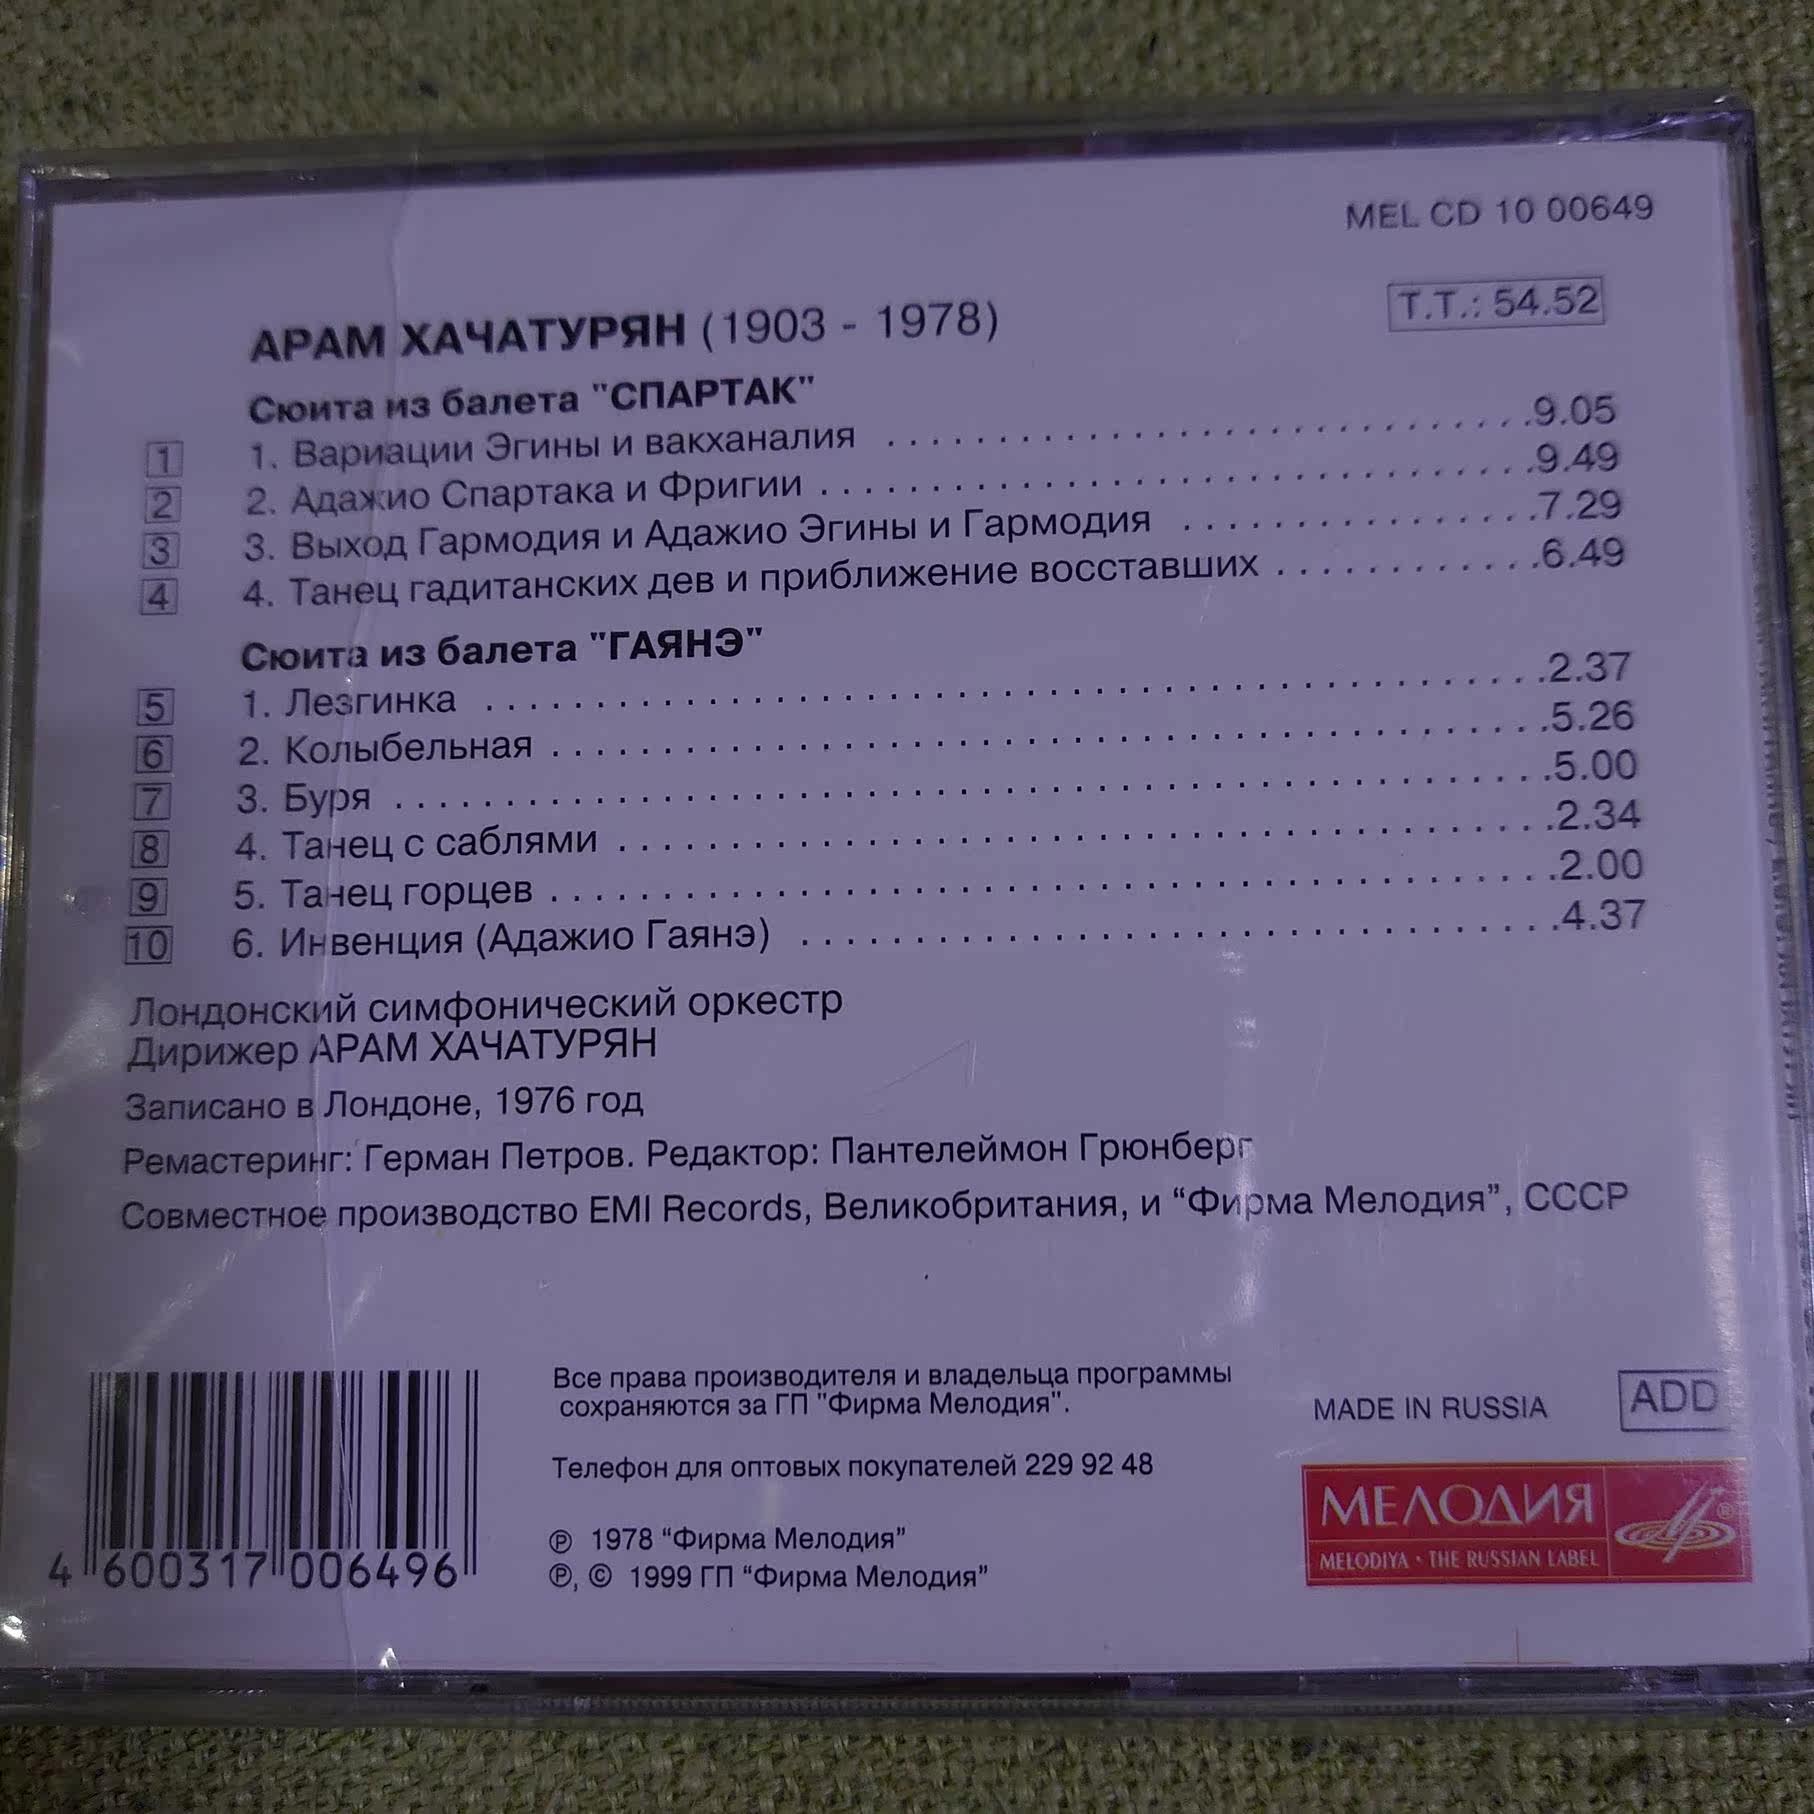 MEL CD 10 00649
T.T.: 54.52
АРАМ ХАЧАТУРЯН (1903 - 1978)
Сюита из балета "СПАРТАК"
1 1. Вариации Эгины и вакханалия 9.05
2 2. Адажио Спартака и Фригии 9.49
3 3. Выход Гармодия и Адажио Эгины и Гармодия 7.29
4 4. Танец гадитанских дев и приближение восставших 6.49
Сюита из балета "ГАЯНЭ"
5 1. Лезгинка 2.37
6 2. Колыбельная 5.26
7 3. Буря 5.00
8 4. Танец с саблями 2.34
9 5. Танец горцев 2.00
10 6. Инвенция (Адажио Гаянэ) 4.37
Лондонский симфонический оркестр
Дирижер АРАМ ХАЧАТУРЯН
Записано в Лондоне, 1976 год
Ремастеринг: Герман Петров. Редактор: Пантелеймон Грюнберг
Совместное производство EMI Records, Великобритания, и “Фирма Мелодия”, СССР
Все права производителя и владельца программы
сохраняются за ГП "Фирма Мелодия".
Телефон для оптовых покупателей 229 92 48
℗ 1978 “Фирма Мелодия”
℗, © 1999 ГП “Фирма Мелодия”
4 600317 006496
MADE IN RUSSIA
ADD
МЕЛОДИЯ
MELODIYA · THE RUSSIAN LABEL
®